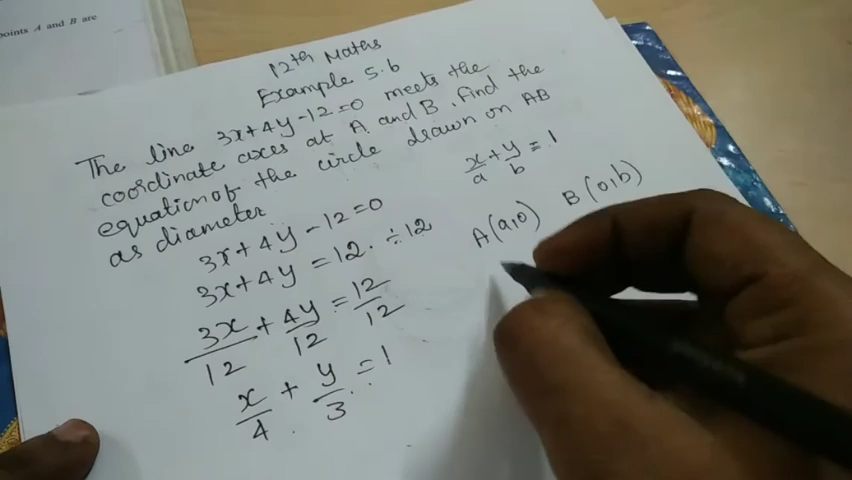 points A and B are
12th Maths
Example 5.6
The line 3x+4y-12=0 meets the
coordinate axes at A and B. Find the
equation of the circle drawn on AB
as diameter
3x+4y-12=0
3x+4y=12. ÷12
3x/12 + 4y/12 = 12/12
x/4 + y/3 = 1
x/a + y/b = 1
A(a,0) B(0,b)